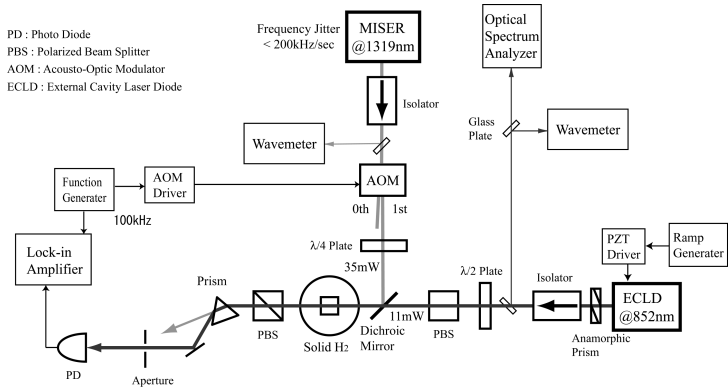 PD : Photo Diode
PBS : Polarized Beam Splitter
AOM : Acousto-Optic Modulator
ECLD : External Cavity Laser Diode
Frequency Jitter
< 200kHz/sec
MISER
@1319nm
Isolator
Wavemeter
Optical
Spectrum
Analyzer
Glass
Plate
Wavemeter
Function
Generater
AOM
Driver
AOM
100kHz
0th
1st
Lock-in
Amplifier
λ/4 Plate
35mW
PZT
Driver
Ramp
Generater
Prism
λ/2 Plate
Isolator
ECLD
@852nm
PBS
Solid H2
11mW
Dichroic
Mirror
PBS
Anamorphic
Prism
PD
Aperture